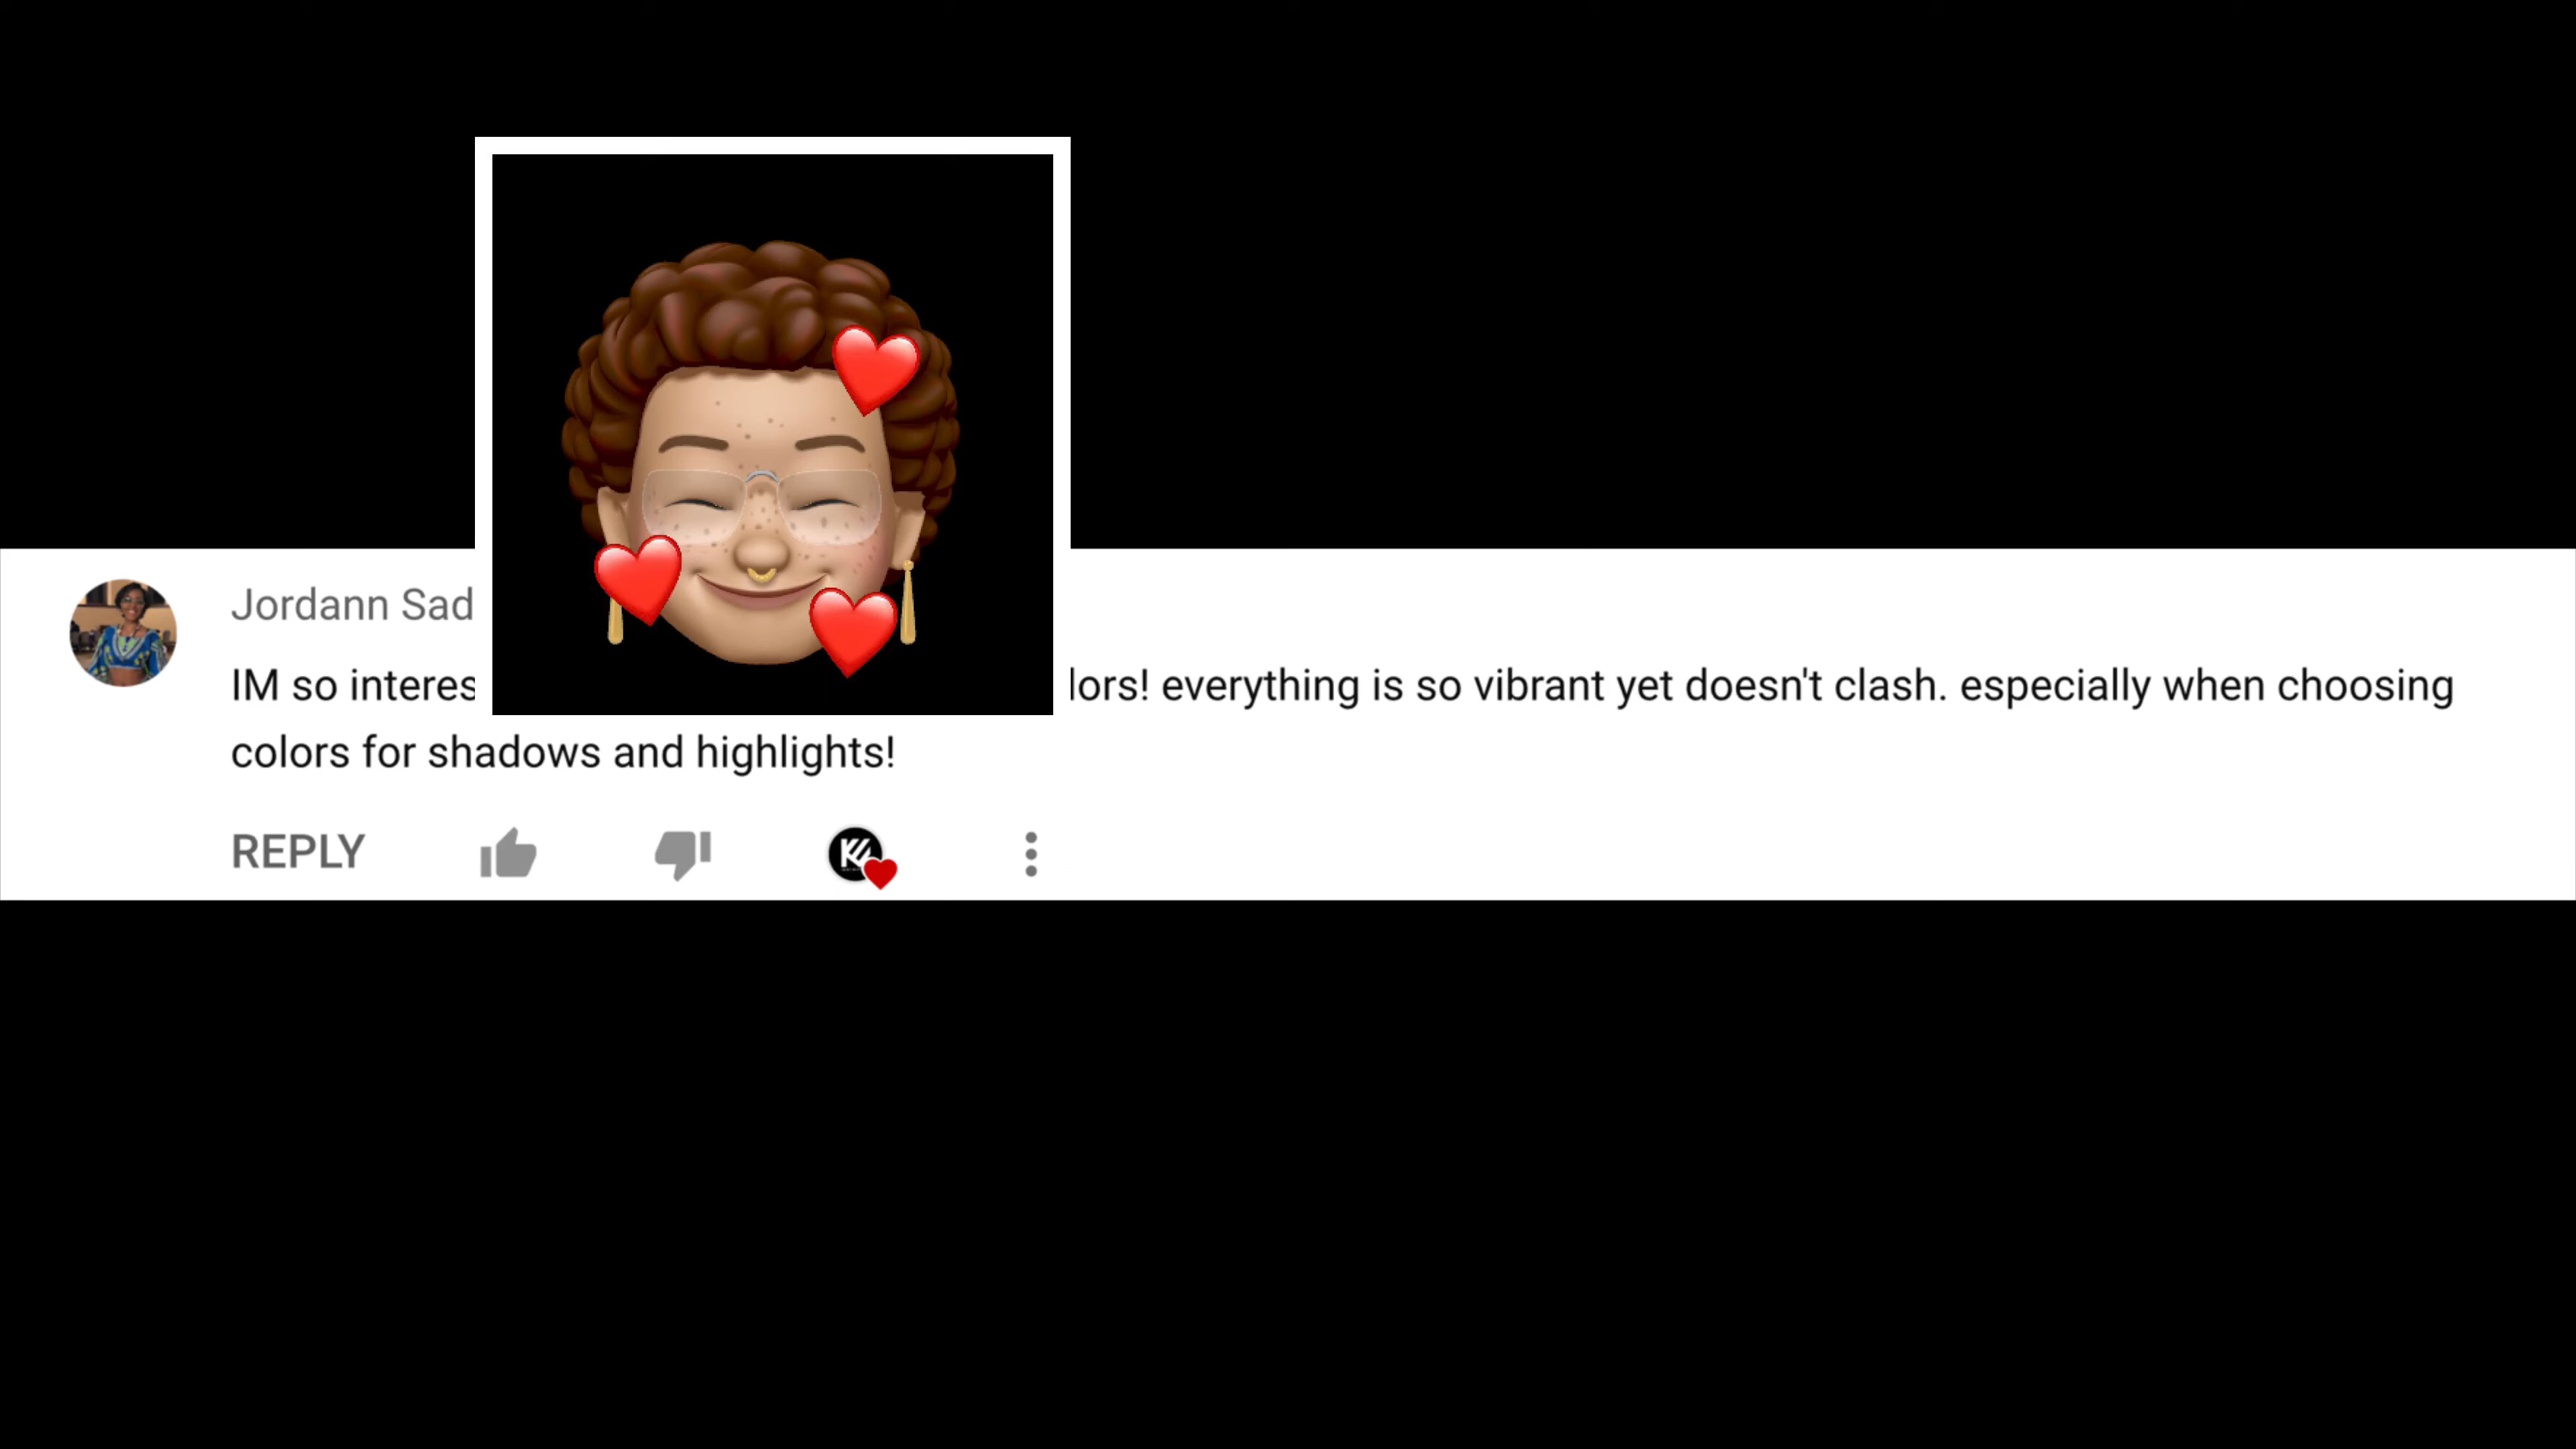 Jordann Sad
IM so interes lors! everything is so vibrant yet doesn't clash. especially when choosing
colors for shadows and highlights!
REPLY